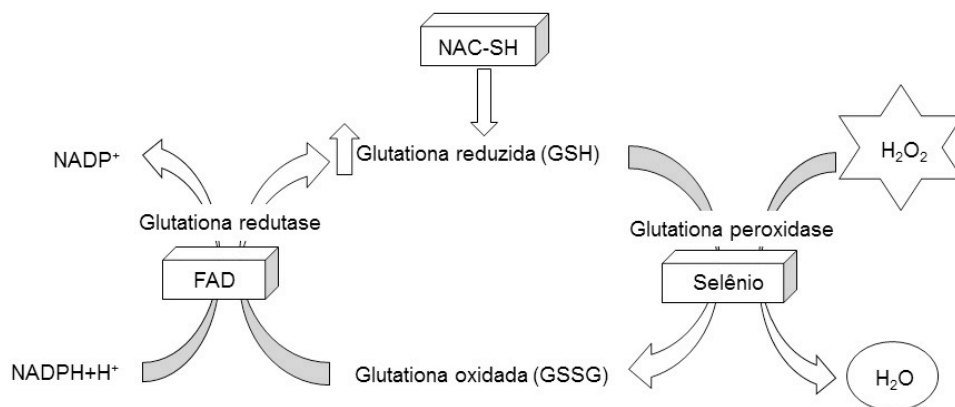 NAC-SH
NADP⁺
Glutationa reduzida (GSH)
H₂O₂
Glutationa redutase
Glutationa peroxidase
FAD
Selênio
NADPH+H⁺
Glutationa oxidada (GSSG)
H₂O